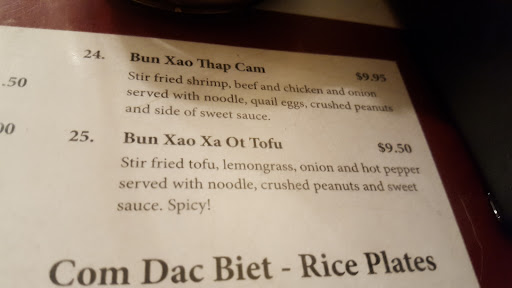 24. Bun Xao Thap Cam $9.95
Stir fried shrimp, beef and chicken and onion
served with noodle, quail eggs, crushed peanuts
and side of sweet sauce.
.50
00
25. Bun Xao Xa Ot Tofu $9.50
Stir fried tofu, lemongrass, onion and hot pepper
served with noodle, crushed peanuts and sweet
sauce. Spicy!
Com Dac Biet - Rice Plates